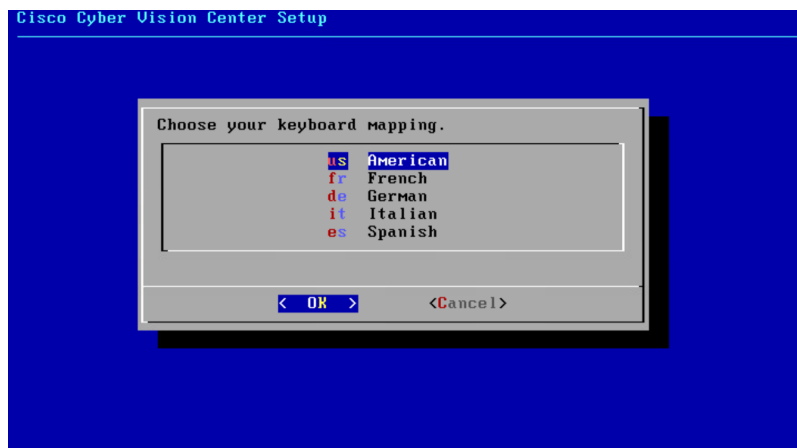 Cisco Cyber Vision Center Setup
Choose your keyboard mapping.
us American
fr French
de German
it Italian
es Spanish
< OK > <Cancel>